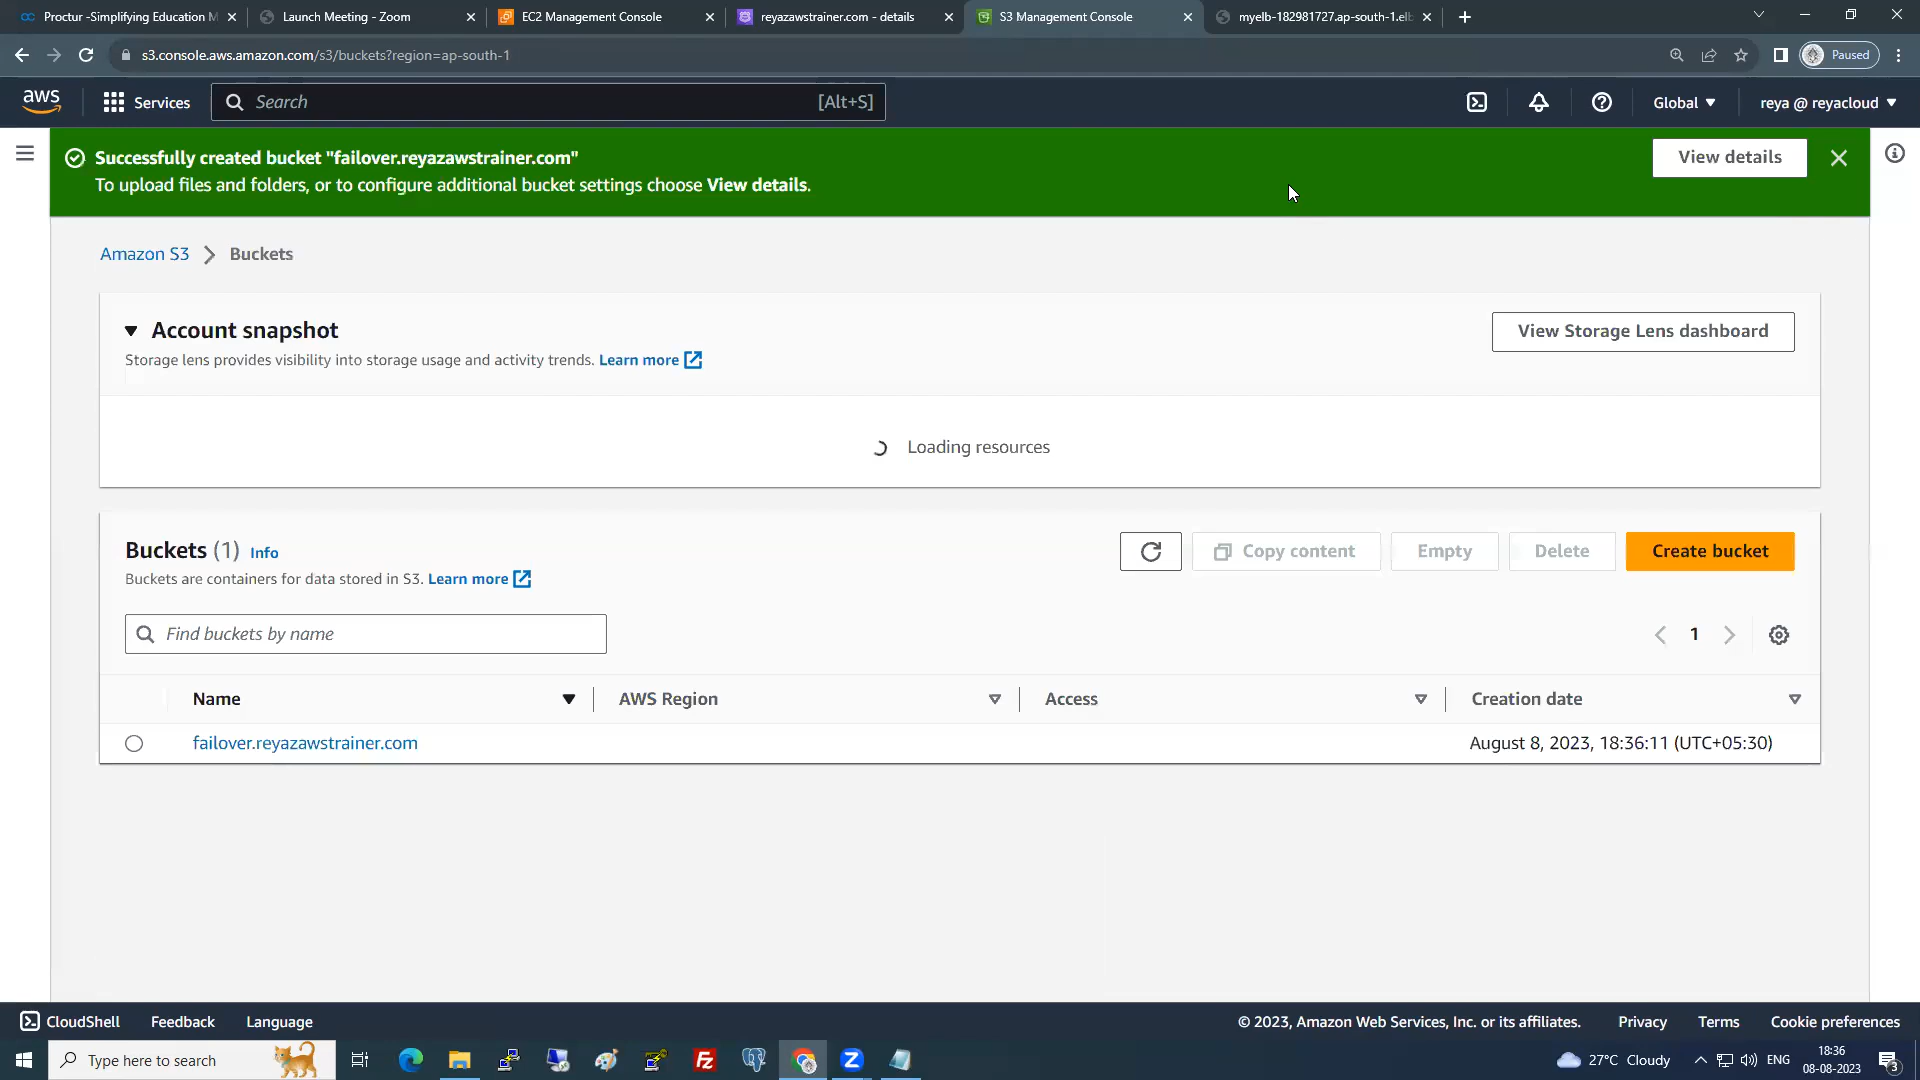 Proctur -Simplifying Education M
Launch Meeting - Zoom
EC2 Management Console
reyazawstrainer.com - details
S3 Management Console
myelb-182981727.ap-south-1.elb
s3.console.aws.amazon.com/s3/buckets?region=ap-south-1
Paused
aws
Services
Search
[Alt+S]
Global
reya @ reyacloud
Successfully created bucket "failover.reyazawstrainer.com"
To upload files and folders, or to configure additional bucket settings choose View details.
View details
Amazon S3
Buckets
Account snapshot
Storage lens provides visibility into storage usage and activity trends. Learn more
View Storage Lens dashboard
Loading resources
Buckets (1) Info
Buckets are containers for data stored in S3. Learn more
Copy content
Empty
Delete
Create bucket
Find buckets by name
1
Name
AWS Region
Access
Creation date
failover.reyazawstrainer.com
August 8, 2023, 18:36:11 (UTC+05:30)
CloudShell
Feedback
Language
© 2023, Amazon Web Services, Inc. or its affiliates.
Privacy
Terms
Cookie preferences
Type here to search
27°C Cloudy
ENG
18:36
08-08-2023
3